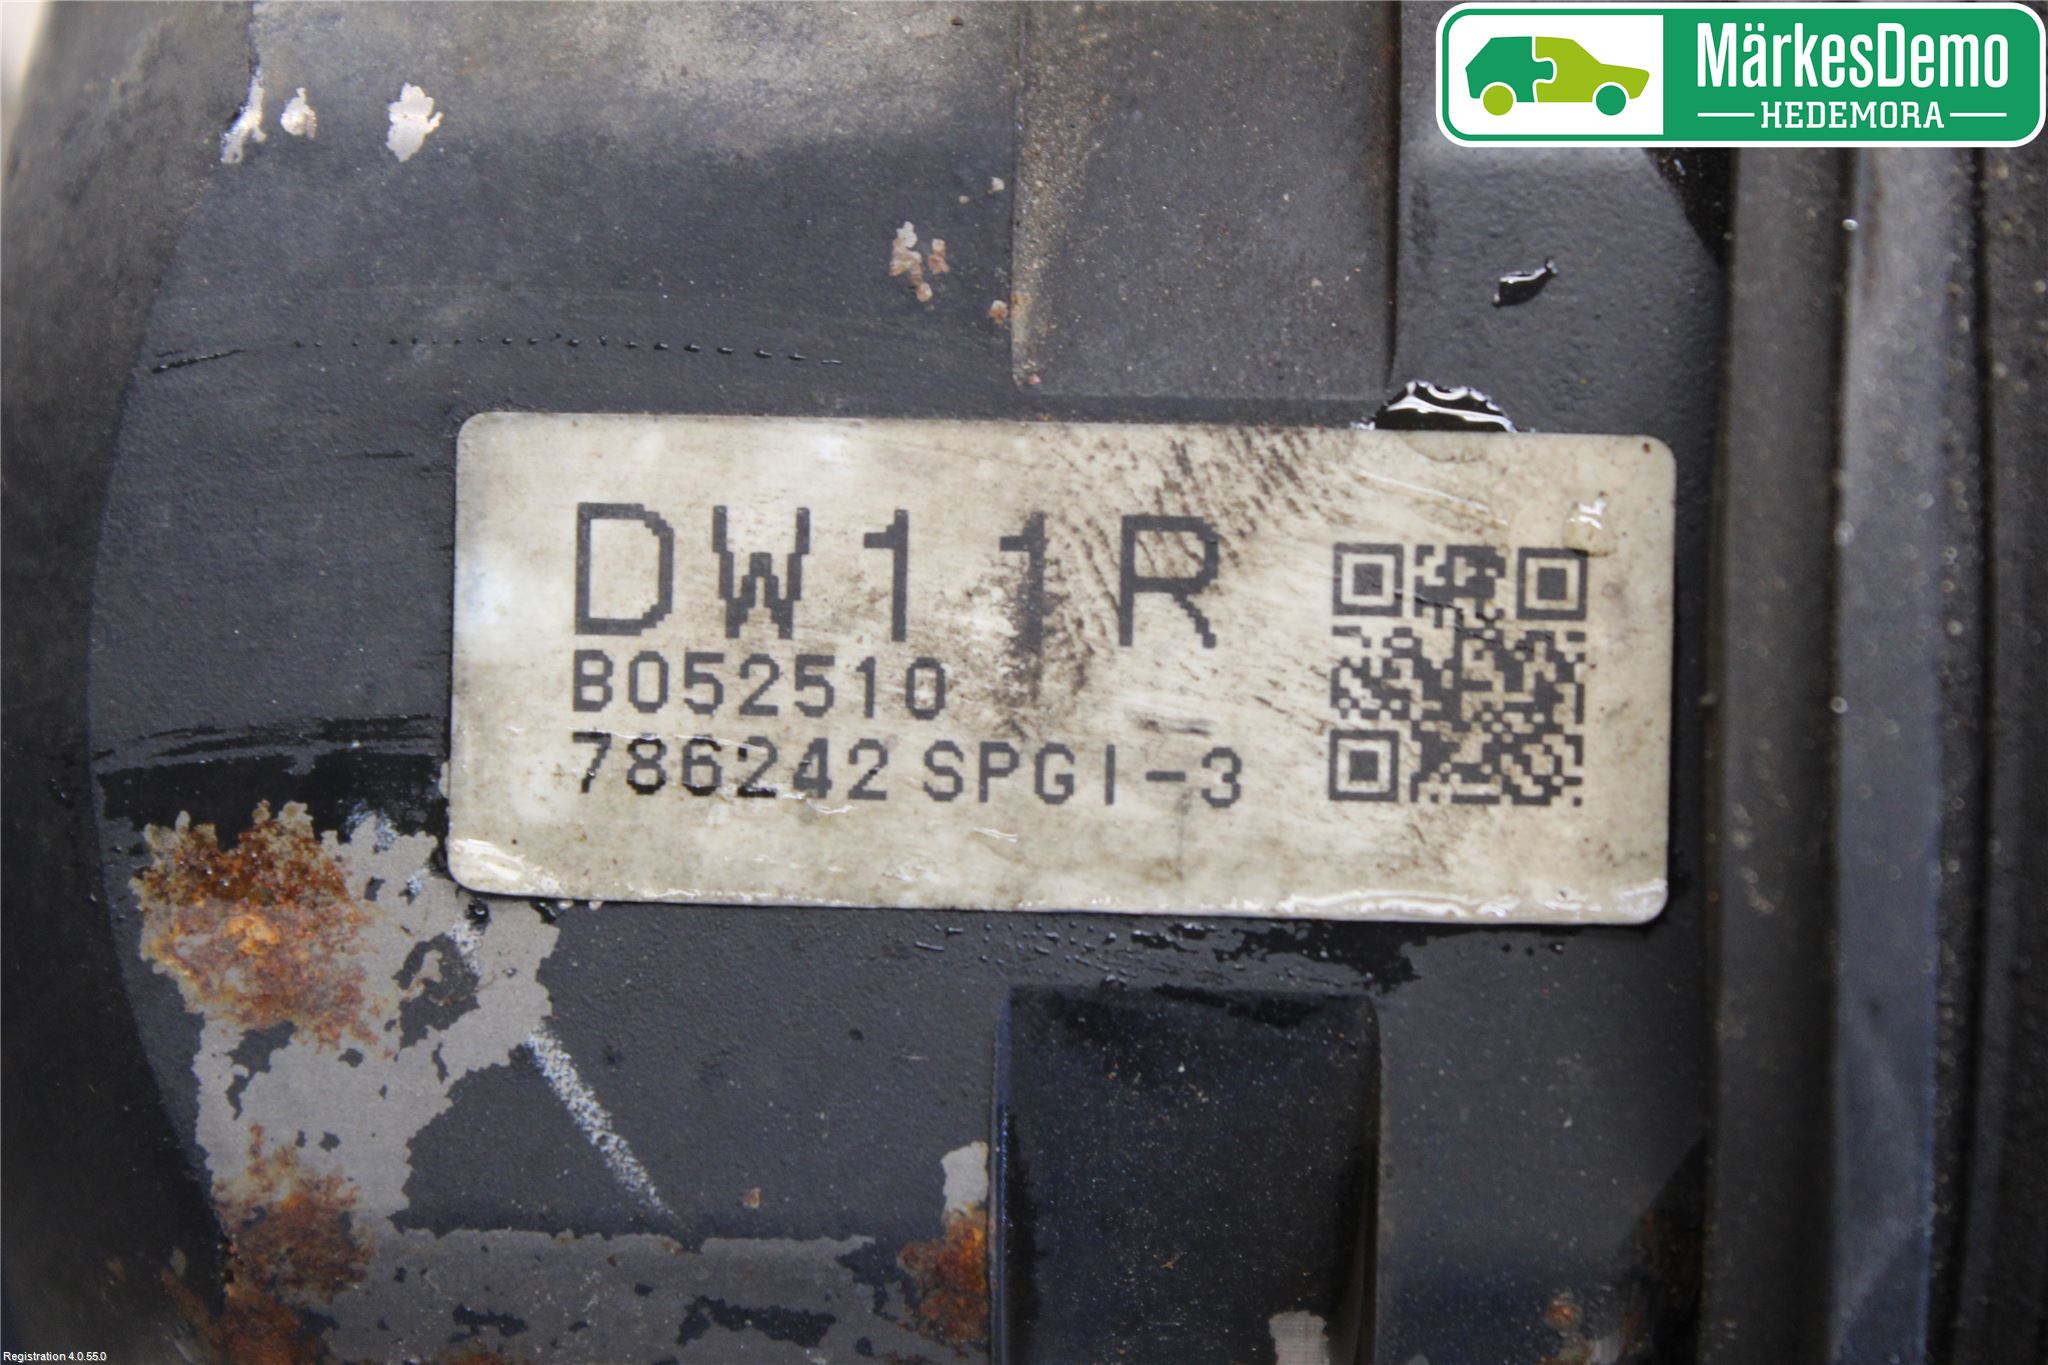 MärkesDemo
HEDEMORA
DW11R
B052510
786242 SPGI-3
Registration 4.0.55.0